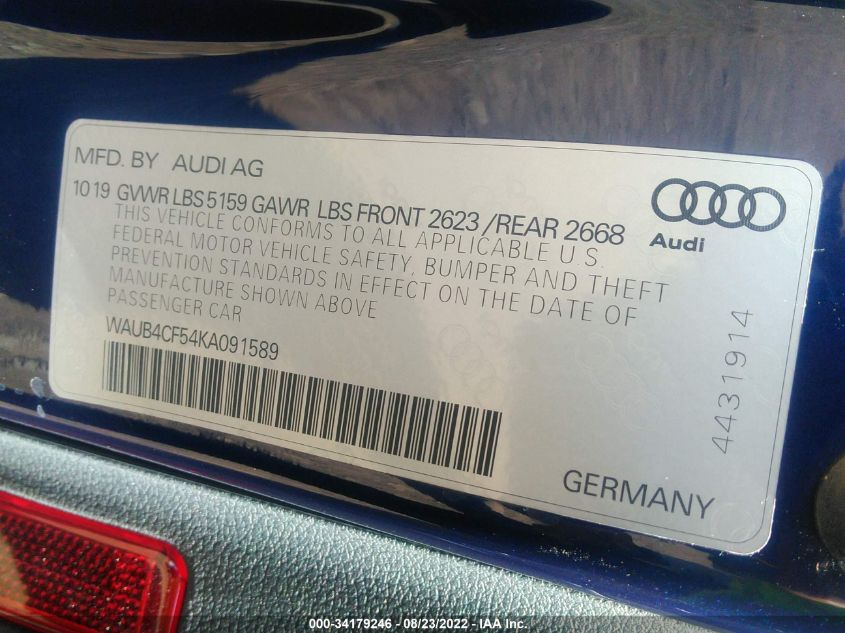 MFD. BY AUDI AG
1019 GVWR LBS 5159 GAWR LBS FRONT 2623 /REAR 2668
THIS VEHICLE CONFORMS TO ALL APPLICABLE U S.
FEDERAL MOTOR VEHICLE SAFETY, BUMPER AND THEFT
PREVENTION STANDARDS IN EFFECT ON THE DATE OF
MANUFACTURE SHOWN ABOVE
PASSENGER CAR
WAUB4CF54KA091589
Audi
4431914
GERMANY
000-34179246 - 08/23/2022 - IAA Inc.